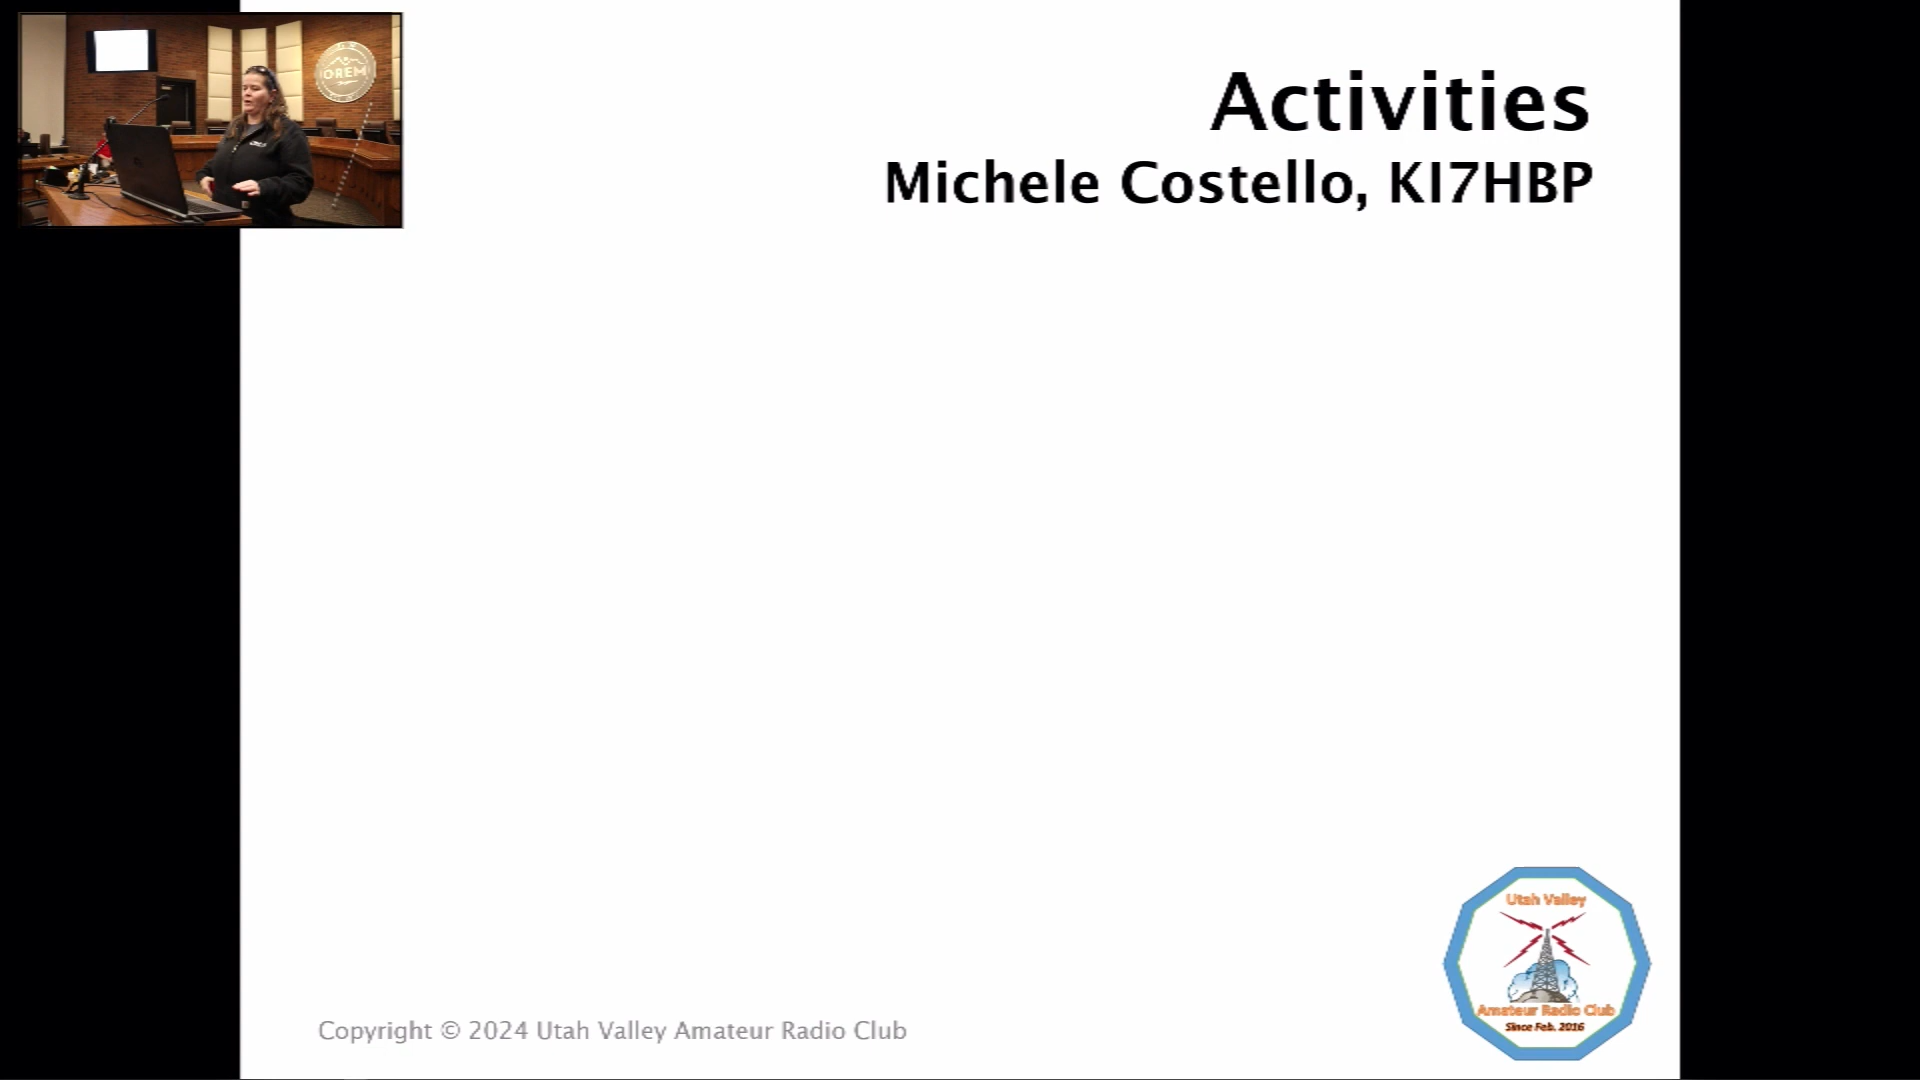 OREM
Activities
Michele Costello, KI7HBP
Utah Valley
Amateur Radio Club
Since Feb. 2016
Copyright © 2024 Utah Valley Amateur Radio Club